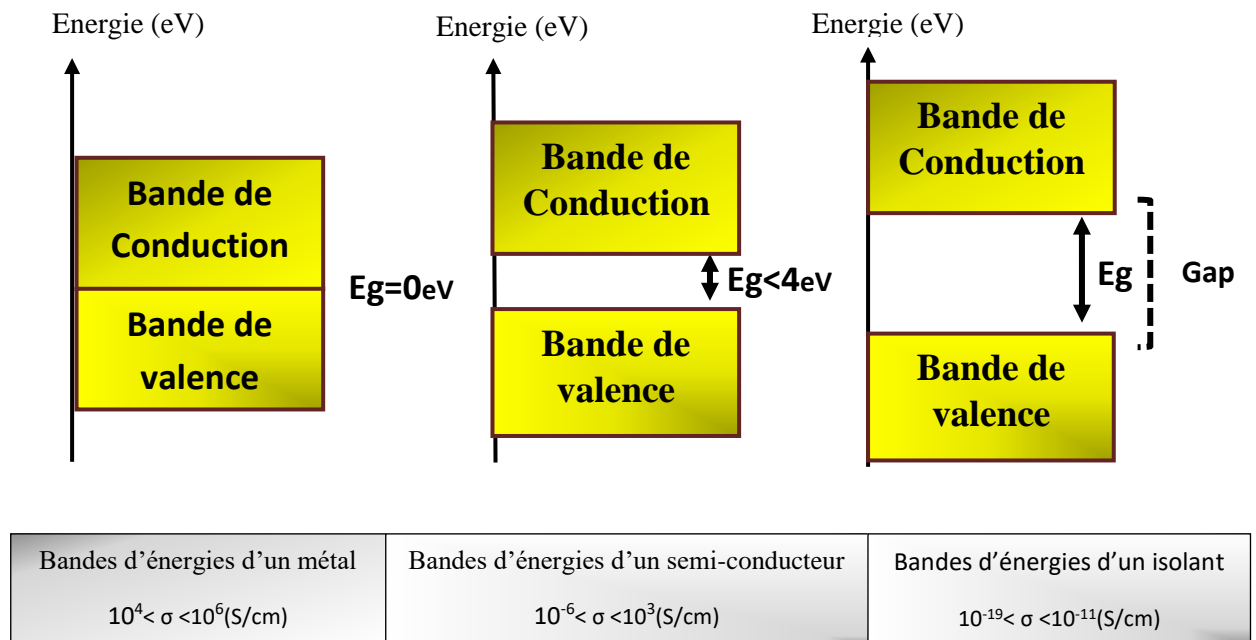 Energie (eV)
Bande de
Conduction
Bande de
valence
Eg=0eV
Energie (eV)
Bande de
Conduction
Eg<4eV
Bande de
valence
Energie (eV)
Bande de
Conduction
Eg
Gap
Bande de
valence
Bandes d’énergies d’un métal
10⁴< σ <10⁶(S/cm)
Bandes d’énergies d’un semi-conducteur
10⁻⁶< σ <10³(S/cm)
Bandes d’énergies d’un isolant
10⁻¹⁹< σ <10⁻¹¹(S/cm)